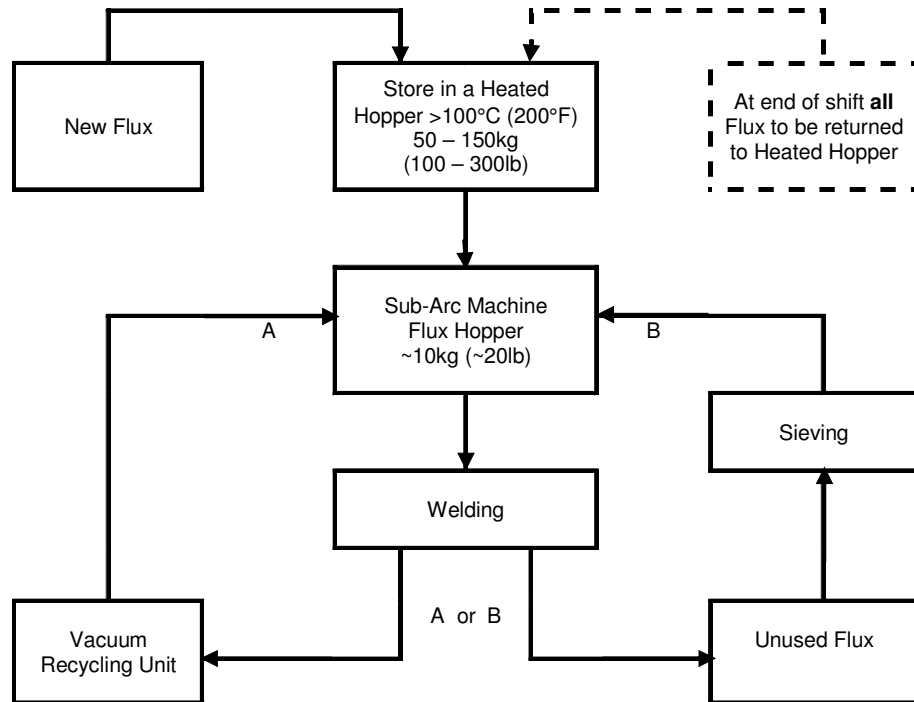 New Flux
Store in a Heated
Hopper >100°C (200°F)
50 – 150kg
(100 – 300lb)
At end of shift all
Flux to be returned
to Heated Hopper
Sub-Arc Machine
Flux Hopper
~10kg (~20lb)
A
B
Sieving
Welding
A or B
Vacuum
Recycling Unit
Unused Flux